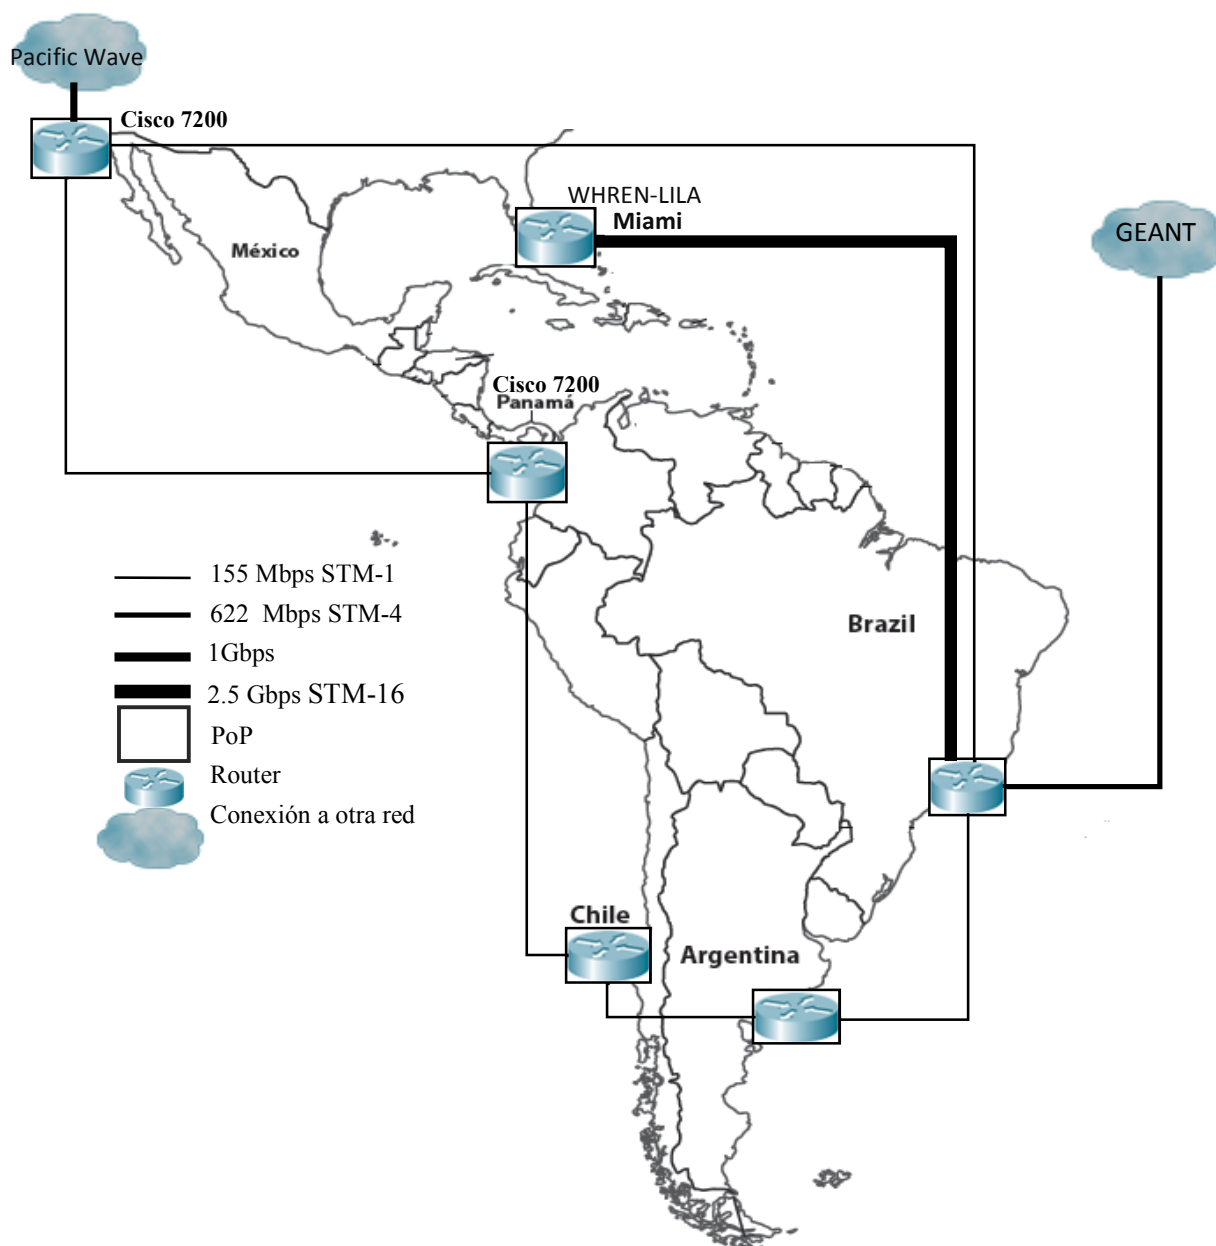 Pacific Wave
Cisco 7200
WHREN-LILA
Miami
GEANT
México
Cisco 7200
Panamá
155 Mbps STM-1
622 Mbps STM-4
1Gbps
2.5 Gbps STM-16
PoP
Router
Conexión a otra red
Brazil
Chile
Argentina